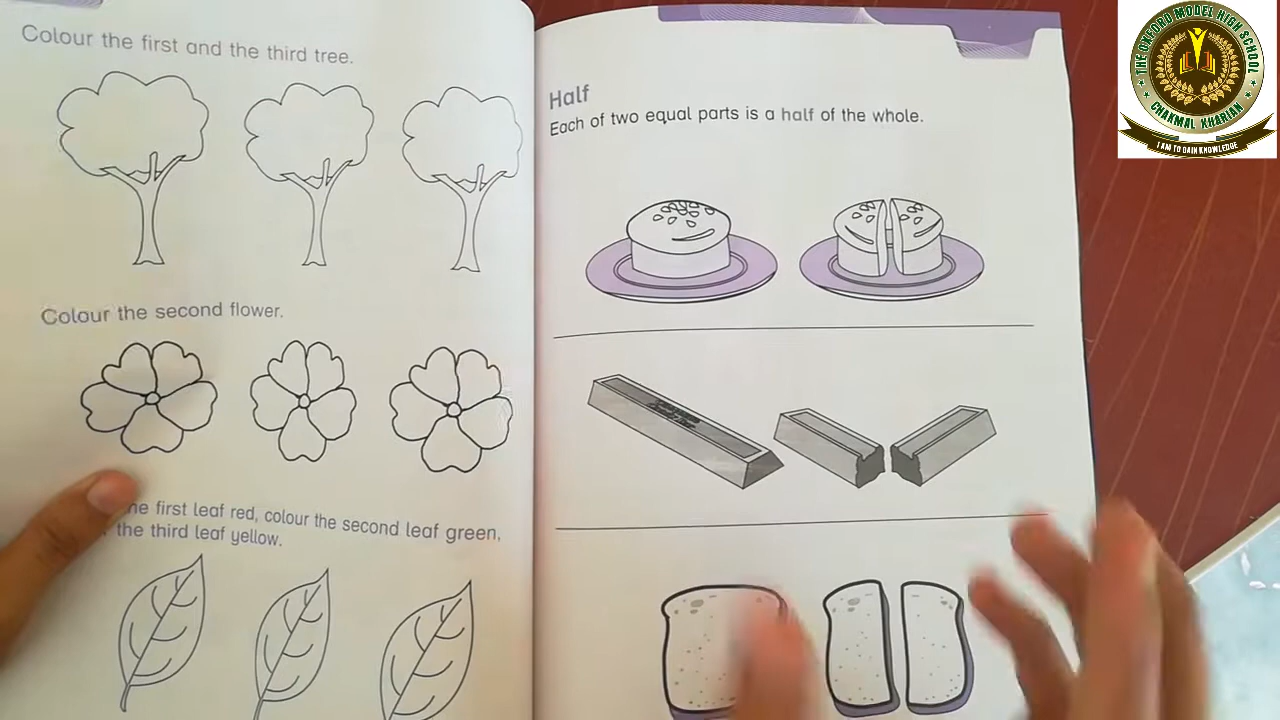 Colour the first and the third tree.
Colour the second flower.
he first leaf red, colour the second leaf green,
the third leaf yellow.
Half
Each of two equal parts is a half of the whole.
THE OXFORD MODEL HIGH SCHOOL
CHAKMAL KHARIAN
I AM TO GAIN KNOWLEDGE